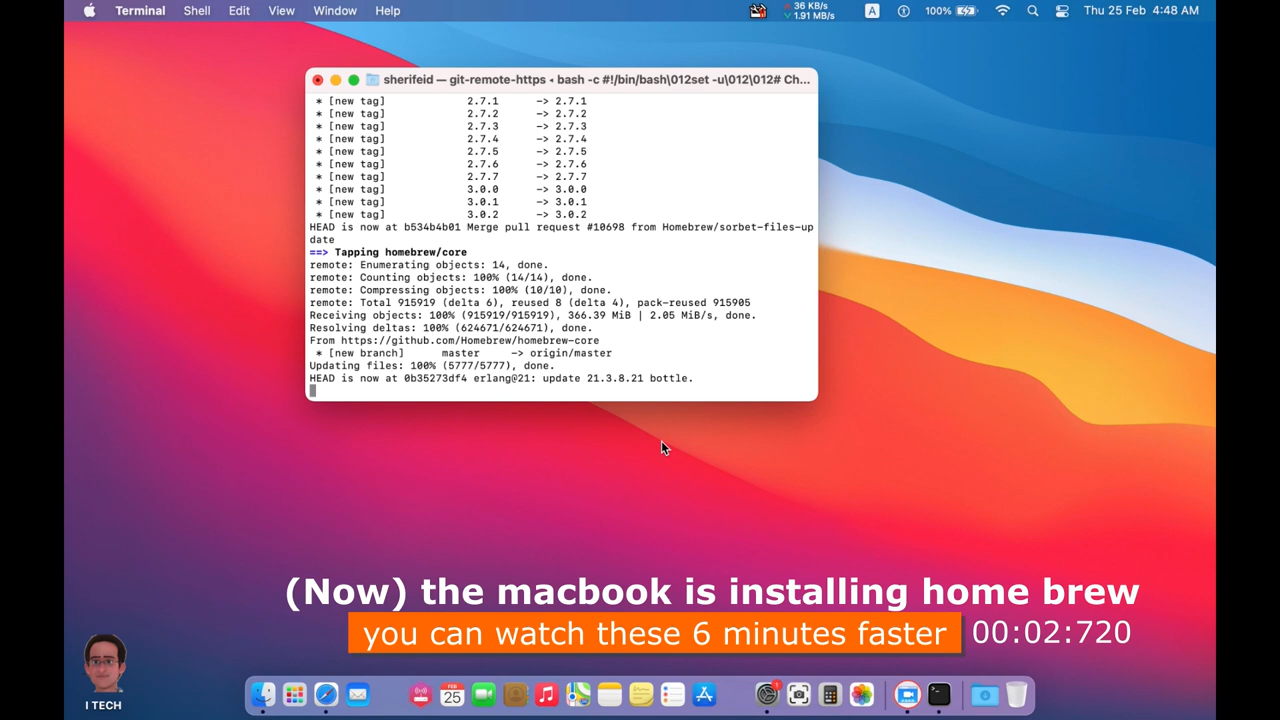 Terminal Shell Edit View Window Help 36 KB/s 1.91 MB/s A 100% Thu 25 Feb 4:48 AM
sherifeid — git-remote-https ◂ bash -c #!/bin/bash\012set -u\012\012# Ch...
* [new tag] 2.7.1 -> 2.7.1
* [new tag] 2.7.2 -> 2.7.2
* [new tag] 2.7.3 -> 2.7.3
* [new tag] 2.7.4 -> 2.7.4
* [new tag] 2.7.5 -> 2.7.5
* [new tag] 2.7.6 -> 2.7.6
* [new tag] 2.7.7 -> 2.7.7
* [new tag] 3.0.0 -> 3.0.0
* [new tag] 3.0.1 -> 3.0.1
* [new tag] 3.0.2 -> 3.0.2
HEAD is now at b534b4b01 Merge pull request #10698 from Homebrew/sorbet-files-up
date
==> Tapping homebrew/core
remote: Enumerating objects: 14, done.
remote: Counting objects: 100% (14/14), done.
remote: Compressing objects: 100% (10/10), done.
remote: Total 915919 (delta 6), reused 8 (delta 4), pack-reused 915905
Receiving objects: 100% (915919/915919), 366.39 MiB | 2.05 MiB/s, done.
Resolving deltas: 100% (624671/624671), done.
From https://github.com/Homebrew/homebrew-core
* [new branch] master -> origin/master
Updating files: 100% (5777/5777), done.
HEAD is now at 0b35273df4 erlang@21: update 21.3.8.21 bottle.
(Now) the macbook is installing home brew
you can watch these 6 minutes faster 00:02:720
I TECH
FEB
25
1